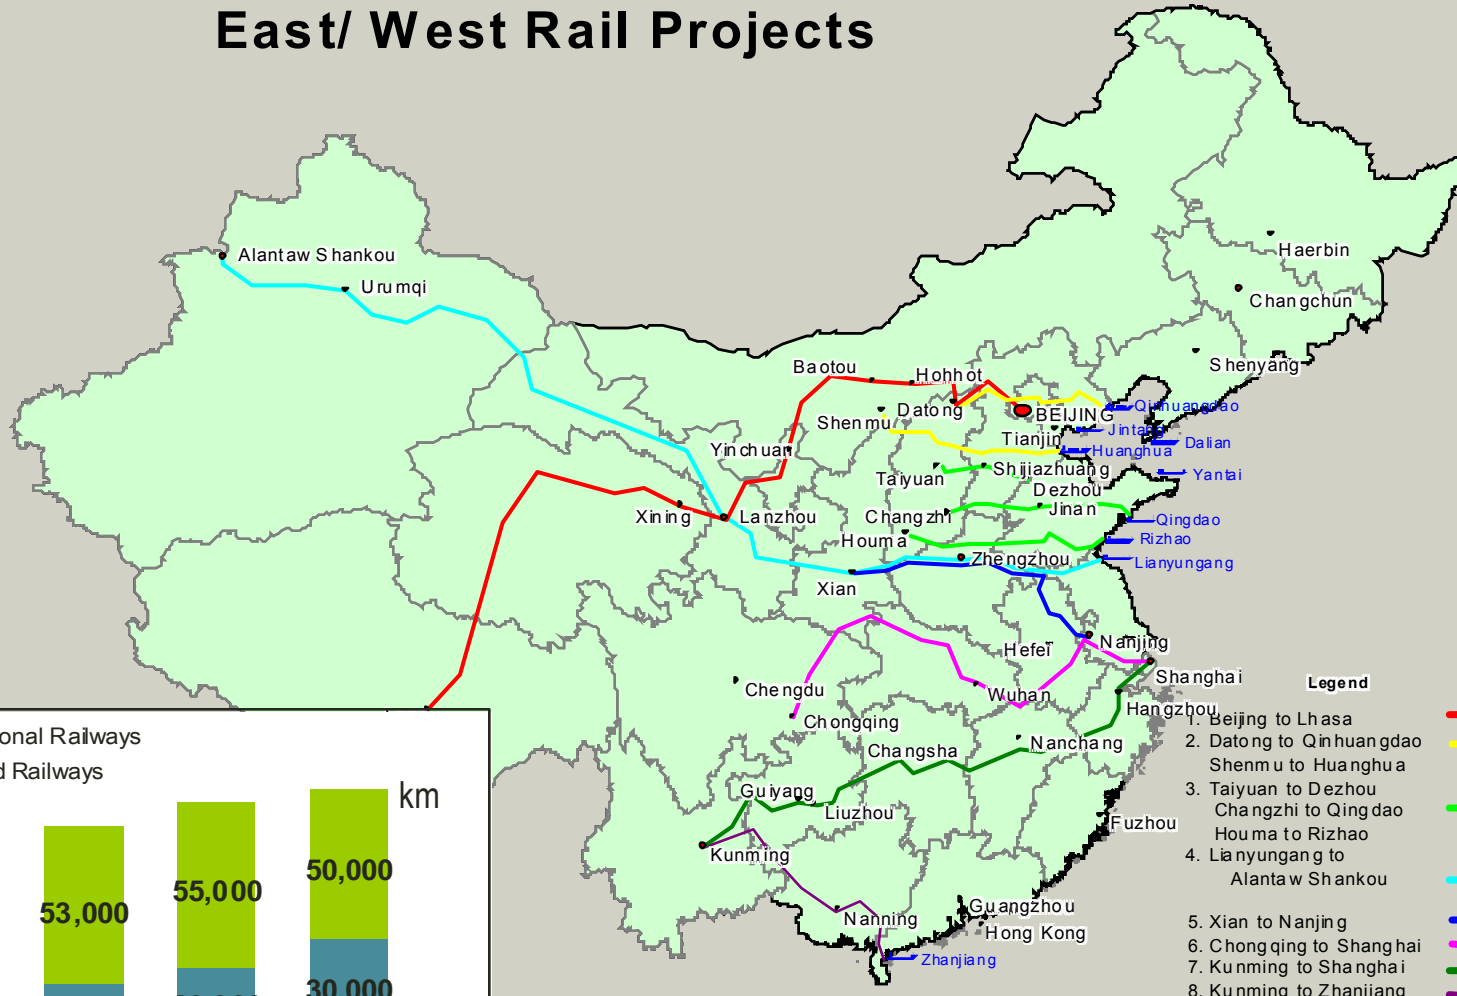 East/ West Rail Projects
Alantaw Shankou
Urumqi
Haerbin
Changchun
Shenyang
Baotou
Hohhot
Datong
Shenmu
BEIJING
Qinhuangdao
Tianjin
Jintang
Dalian
Huanghua
Yinchuan
Taiyuan
Shijiazhuang
Yantai
Dezhou
Jinan
Xining
Lanzhou
Changzhi
Qingdao
Houma
Rizhao
Zhengzhou
Lianyungang
Xian
Hefei
Nanjing
Shanghai
Chengdu
Wuhan
Hangzhou
Chongqing
Nanchang
Changsha
Guiyang
Liuzhou
Fuzhou
Kunming
Nanning
Guangzhou
Hong Kong
Zhanjiang
Legend
1. Beijing to Lhasa
2. Datong to Qinhuangdao
Shenmu to Huanghua
3. Taiyuan to Dezhou
Changzhi to Qingdao
Houma to Rizhao
4. Lianyungang to
Alantaw Shankou
5. Xian to Nanjing
6. Chongqing to Shanghai
7. Kunming to Shanghai
8. Kunming to Zhanjiang
onal Railways
d Railways
km
53,000
55,000
50,000
30,000